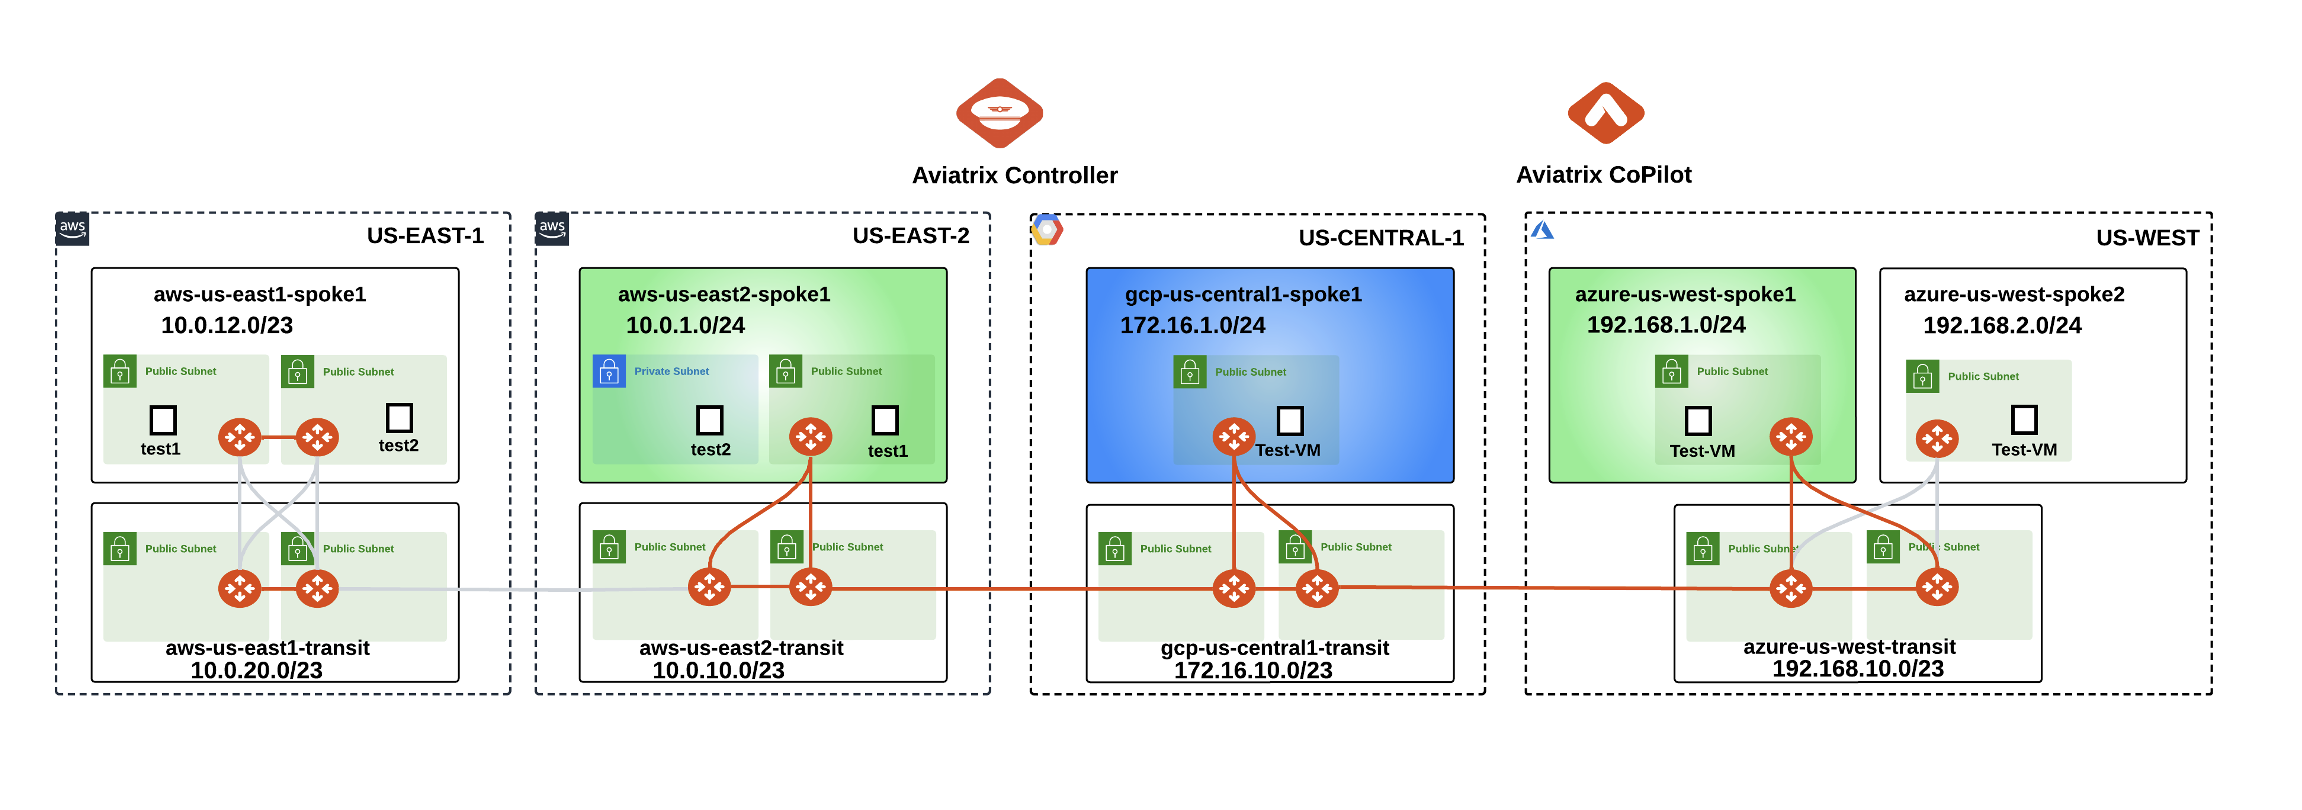 Aviatrix Controller
Aviatrix CoPilot
aws
US-EAST-1
aws-us-east1-spoke1
10.0.12.0/23
Public Subnet
Public Subnet
test1
test2
Public Subnet
Public Subnet
aws-us-east1-transit
10.0.20.0/23
aws
US-EAST-2
aws-us-east2-spoke1
10.0.1.0/24
Private Subnet
Public Subnet
test2
test1
Public Subnet
Public Subnet
aws-us-east2-transit
10.0.10.0/23
US-CENTRAL-1
gcp-us-central1-spoke1
172.16.1.0/24
Public Subnet
Test-VM
Public Subnet
Public Subnet
gcp-us-central1-transit
172.16.10.0/23
US-WEST
azure-us-west-spoke1
192.168.1.0/24
Public Subnet
Test-VM
azure-us-west-spoke2
192.168.2.0/24
Public Subnet
Test-VM
Public Subnet
Public Subnet
azure-us-west-transit
192.168.10.0/23